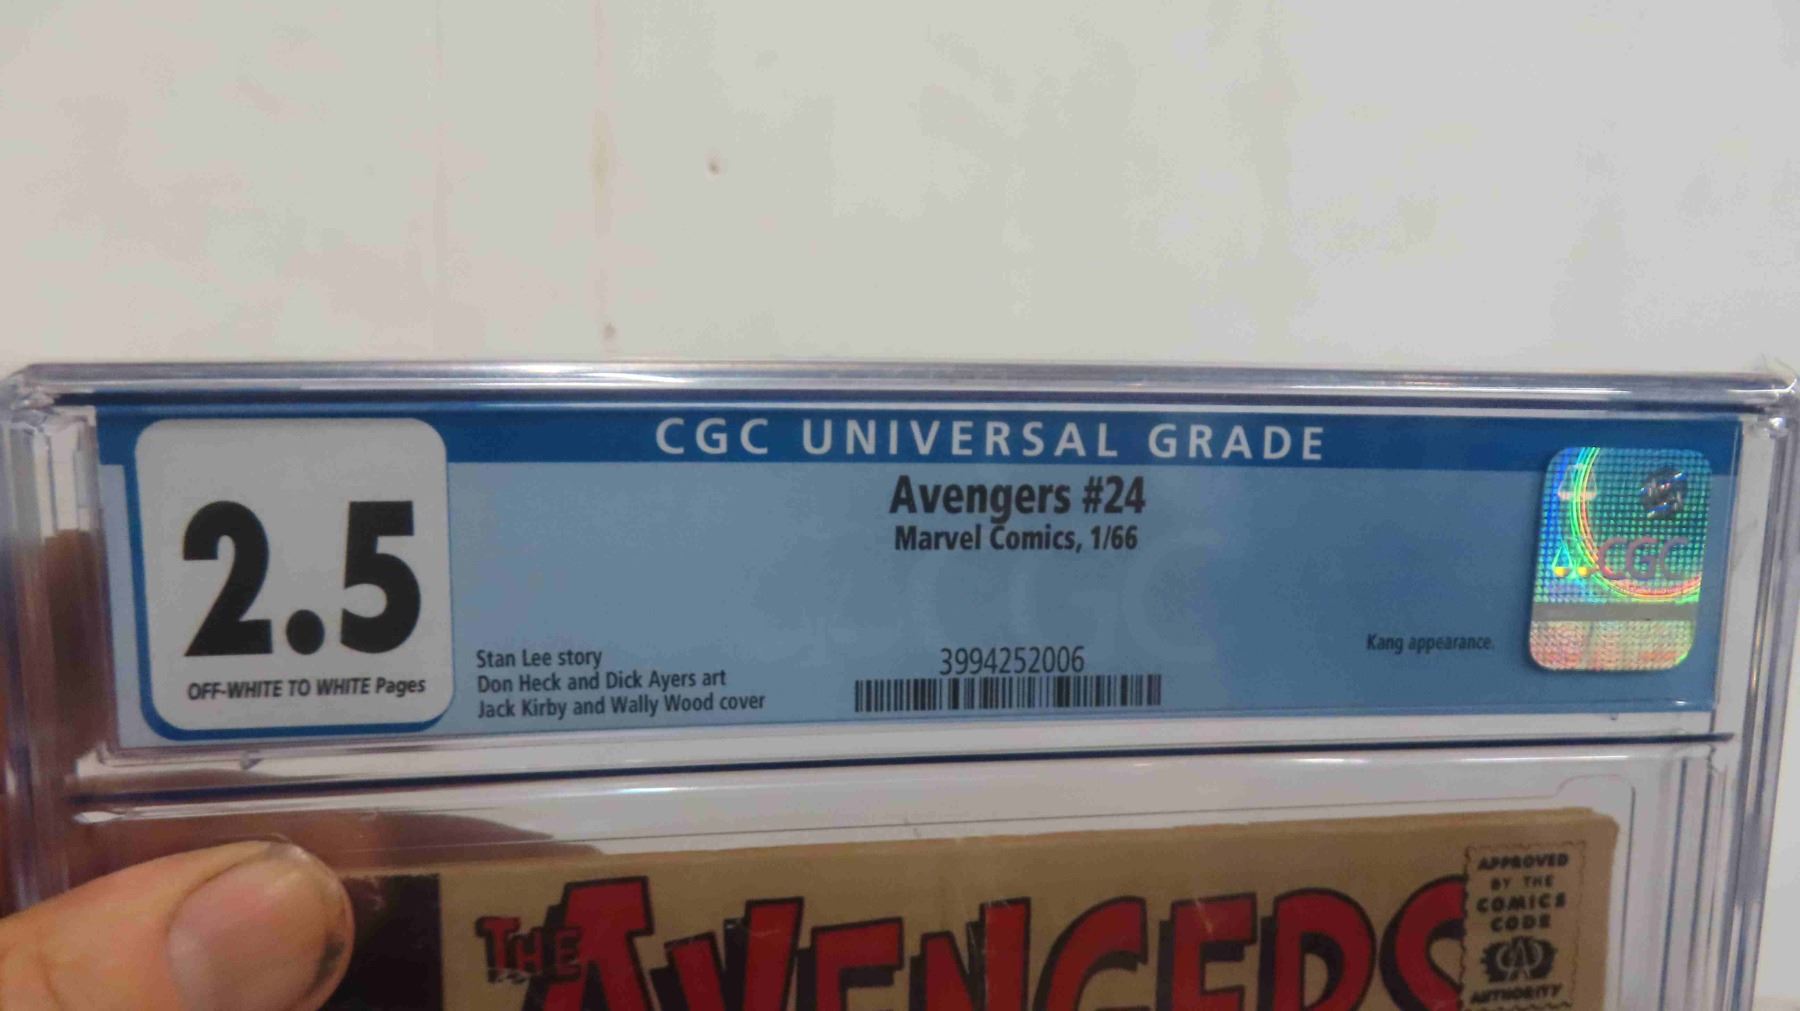 CGC UNIVERSAL GRADE
2.5
OFF-WHITE TO WHITE Pages
Avengers #24
Marvel Comics, 1/66
Stan Lee story
Don Heck and Dick Ayers art
Jack Kirby and Wally Wood cover
3994252006
Kang appearance.
CGC
THE AVENGERS
APPROVED
BY THE
COMICS
CODE
CA
AUTHORITY